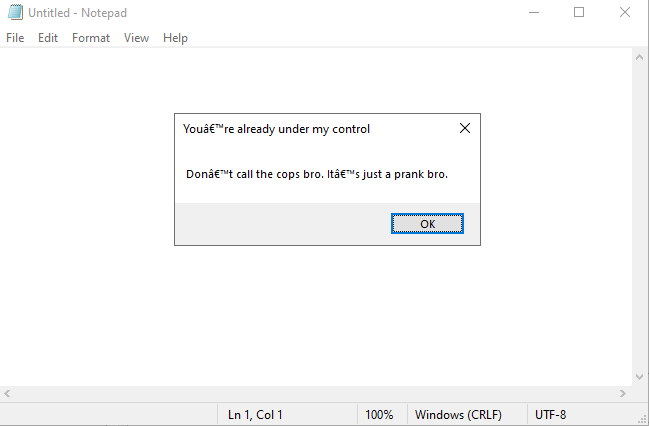 Untitled - Notepad
File Edit Format View Help
Youâ€™re already under my control
Donâ€™t call the cops bro. Itâ€™s just a prank bro.
OK
Ln 1, Col 1 100% Windows (CRLF) UTF-8